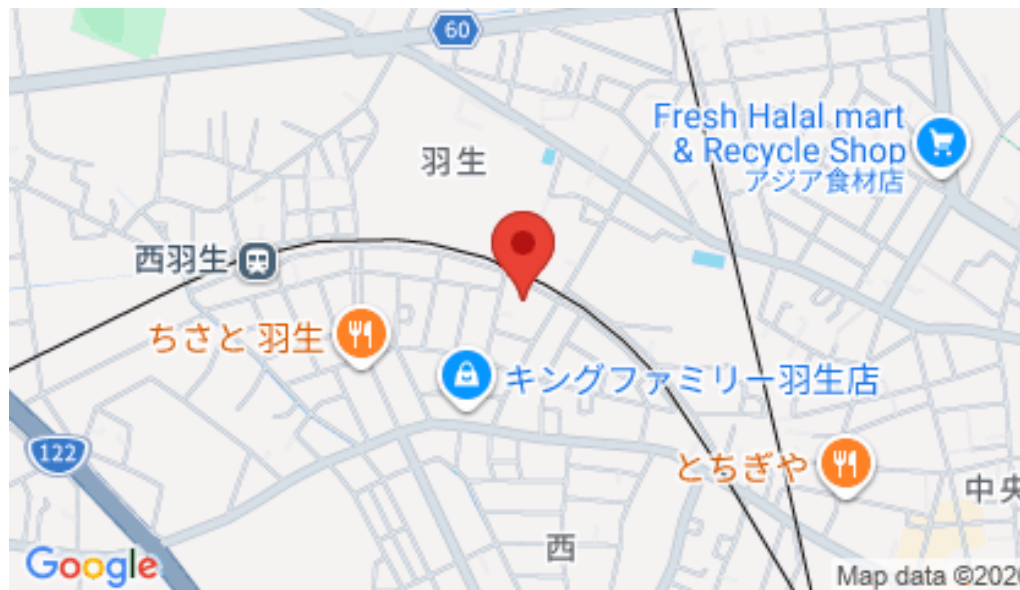 60
Fresh Halal mart
& Recycle Shop
アジア食材店
羽生
西羽生
ちさと 羽生
キングファミリー羽生店
122
とちぎや
中央
西
Google
Map data ©202